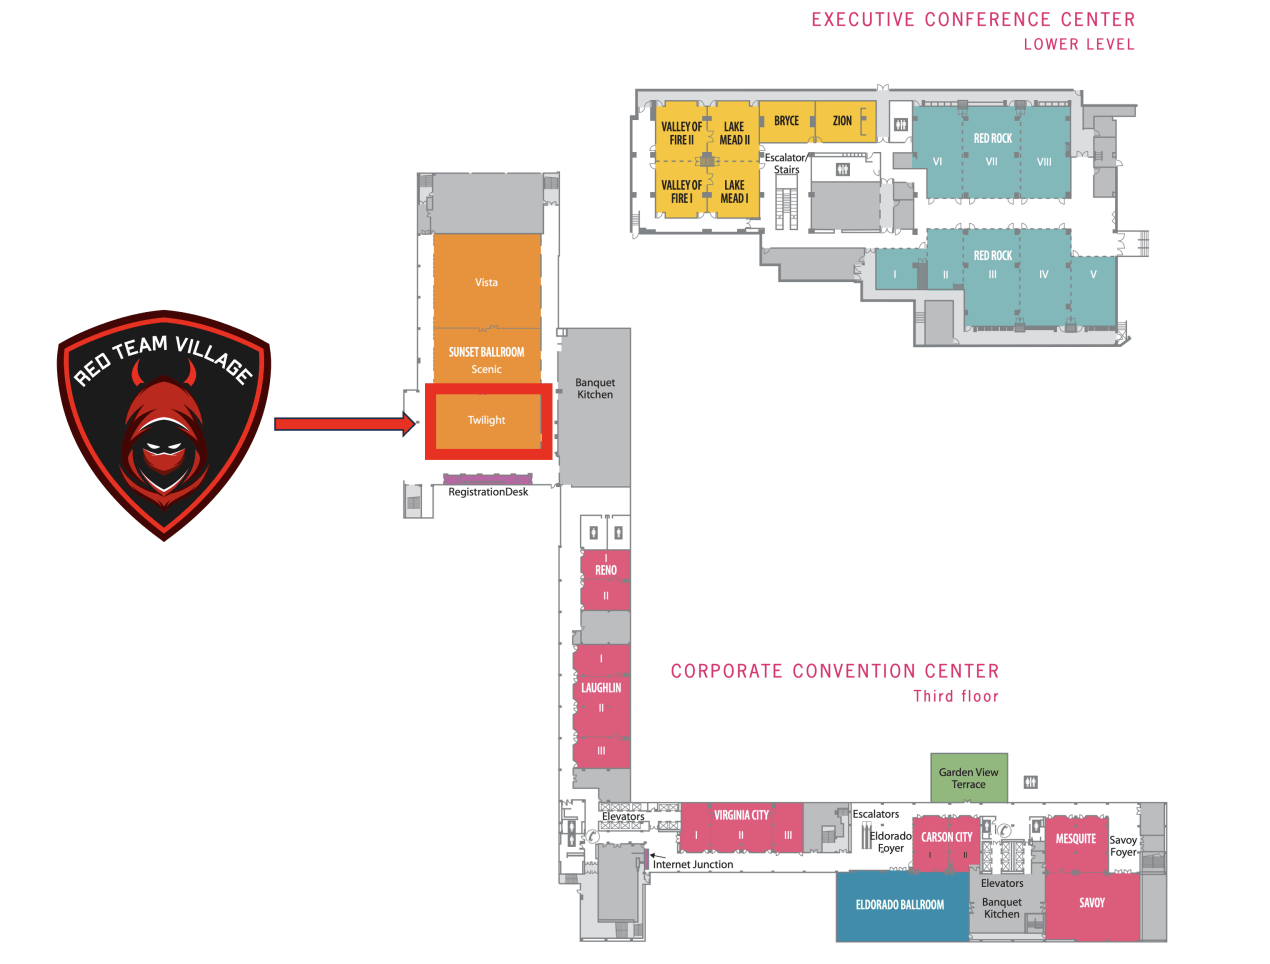 EXECUTIVE CONFERENCE CENTER
LOWER LEVEL
VALLEY OF
FIRE II
LAKE
MEAD II
BRYCE
ZION
RED ROCK
VI
VII
VIII
Escalator/
Stairs
VALLEY OF
FIRE I
LAKE
MEAD I
RED ROCK
I
II
III
IV
V
RED TEAM VILLAGE
Vista
SUNSET BALLROOM
Scenic
Twilight
Banquet
Kitchen
RegistrationDesk
I
RENO
II
I
LAUGHLIN
II
III
CORPORATE CONVENTION CENTER
Third floor
Garden View
Terrace
Elevators
VIRGINIA CITY
I
II
III
Internet Junction
Escalators
Eldorado
Foyer
CARSON CITY
I
II
MESQUITE
Savoy
Foyer
Elevators
Banquet
Kitchen
ELDORADO BALLROOM
SAVOY